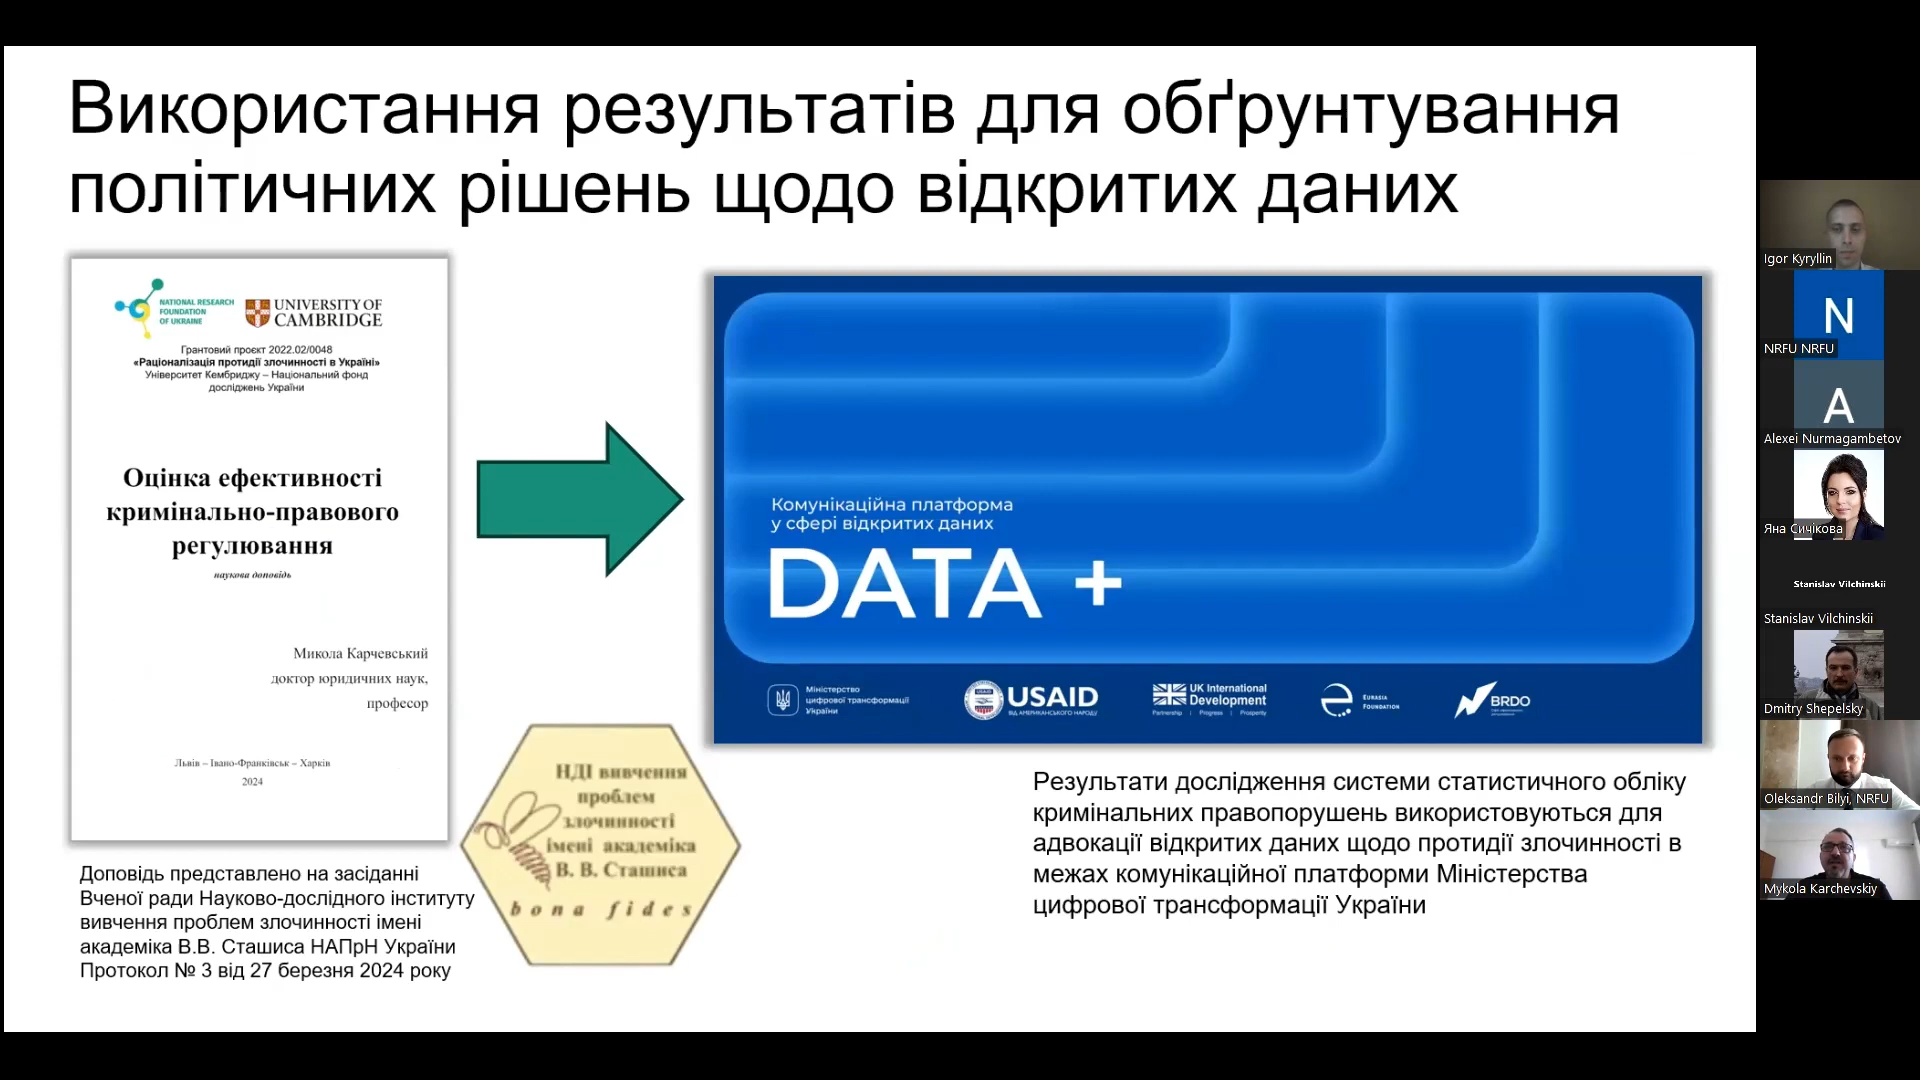 Використання результатів для обґрунтування
політичних рішень щодо відкритих даних
NATIONAL RESEARCH
FOUNDATION
OF UKRAINE
UNIVERSITY OF
CAMBRIDGE
Грантовий проєкт 2022.02/0048
«Раціоналізація протидії злочинності в Україні»
Університет Кембриджу – Національний фонд
досліджень України
Оцінка ефективності
кримінально-правового
регулювання
наукова доповідь
Микола Карчевський
доктор юридичних наук,
професор
Львів – Івано-Франківськ – Харків
2024
Доповідь представлено на засіданні
Вченої ради Науково-дослідного інституту
вивчення проблем злочинності імені
академіка В.В. Сташиса НАПрН України
Протокол № 3 від 27 березня 2024 року
НДІ вивчення
проблем
злочинності
імені академіка
В. В. Сташиса
bona fides
Комунікаційна платформа
у сфері відкритих даних
DATA +
Міністерство
цифрової трансформації
України
USAID
USAID
ВІД АМЕРИКАНСЬКОГО НАРОДУ
UK International
Development
Partnership | Progress | Prosperity
EURASIA
FOUNDATION
BRDO
Результати дослідження системи статистичного обліку
кримінальних правопорушень використовуються для
адвокації відкритих даних щодо протидії злочинності в
межах комунікаційної платформи Міністерства
цифрової трансформації України
Igor Kyryllin
N
NRFU NRFU
A
Alexei Nurmagambetov
Яна Сичікова
Stanislav Vilchinskii
Stanislav Vilchinskii
Dmitry Shepelsky
Oleksandr Bilyi, NRFU
Mykola Karchevskiy